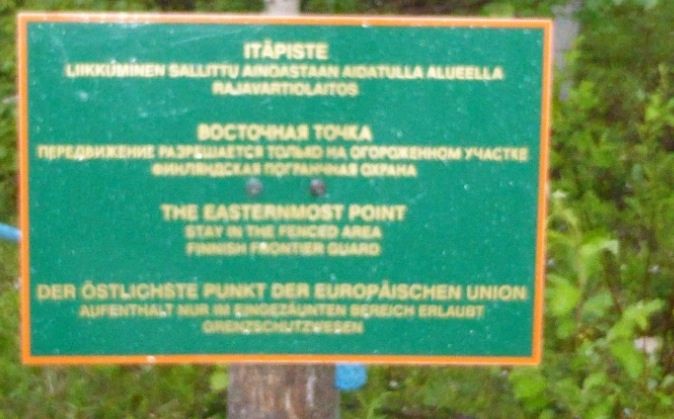 ITÄPISTE
LIIKKUMINEN SALLITTU AINOASTAAN AIDATULLA ALUEELLA
RAJAVARTIOLAITOS
ВОСТОЧНАЯ ТОЧКА
ПЕРЕДВИЖЕНИЕ РАЗРЕШАЕТСЯ ТОЛЬКО НА ОГОРОЖЕННОМ УЧАСТКЕ
ФИНЛЯНДСКАЯ ПОГРАНИЧНАЯ ОХРАНА
THE EASTERNMOST POINT
STAY IN THE FENCED AREA
FINNISH FRONTIER GUARD
DER ÖSTLICHSTE PUNKT DER EUROPÄISCHEN UNION
AUFENTHALT NUR IM EINGEZÄUNTEN BEREICH ERLAUBT
GRENZSCHUTZWESEN